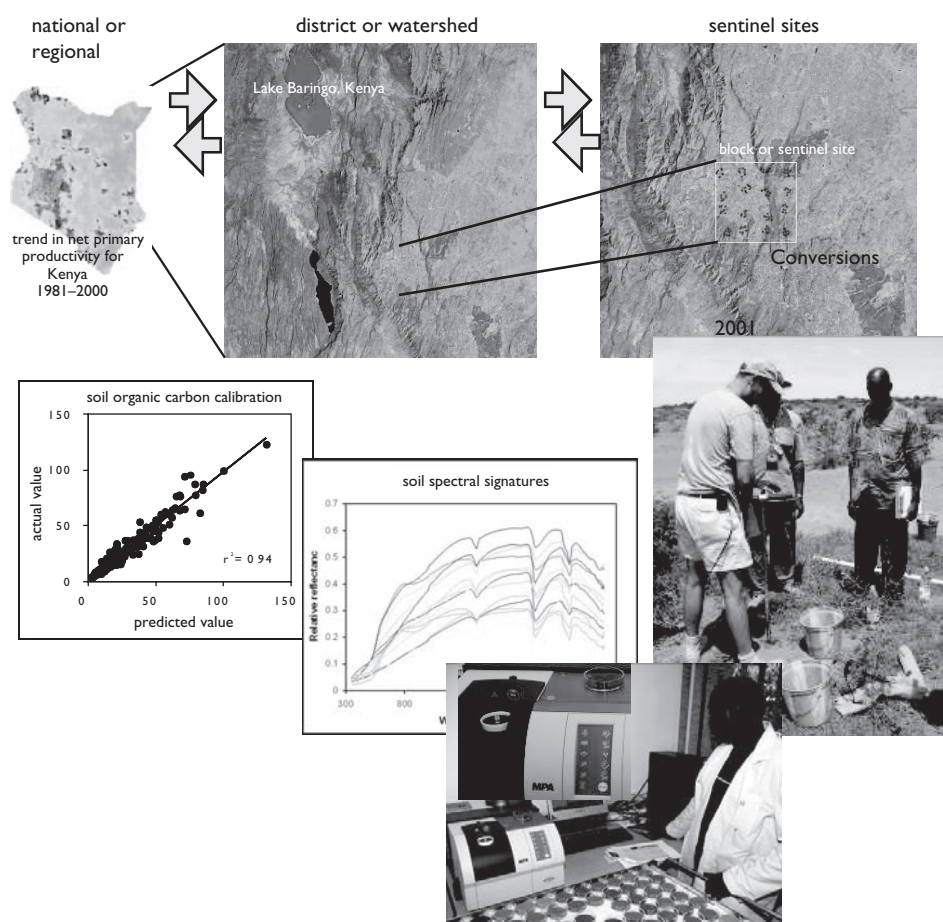 national or
regional
district or watershed
sentinel sites
Lake Baringo, Kenya
block or sentinel site
trend in net primary
productivity for
Kenya
1981–2000
Conversions
2001
soil organic carbon calibration
150
100
50
0
actual value
r² = 0 94
0 50 100 150
predicted value
soil spectral signatures
0.7
0.6
0.5
0.4
0.3
0.2
0.1
0
Relative reflectanc
300 800
W
MPA